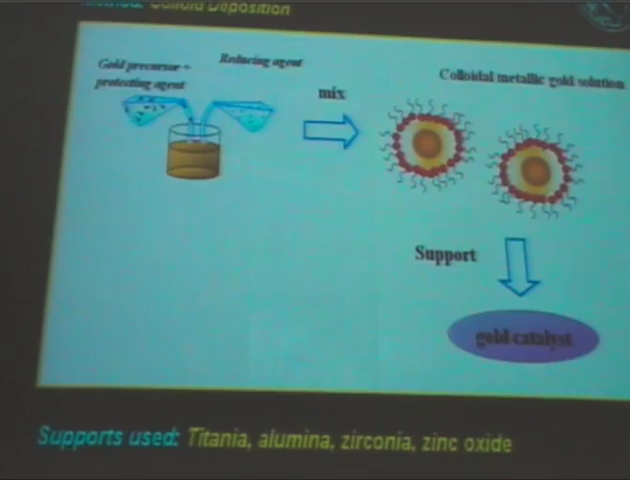 Method: Colloid Deposition
Gold precursor +
protecting agent
Reducing agent
mix
Colloidal metallic gold solution
Support
gold catalyst
Supports used: Titania, alumina, zirconia, zinc oxide